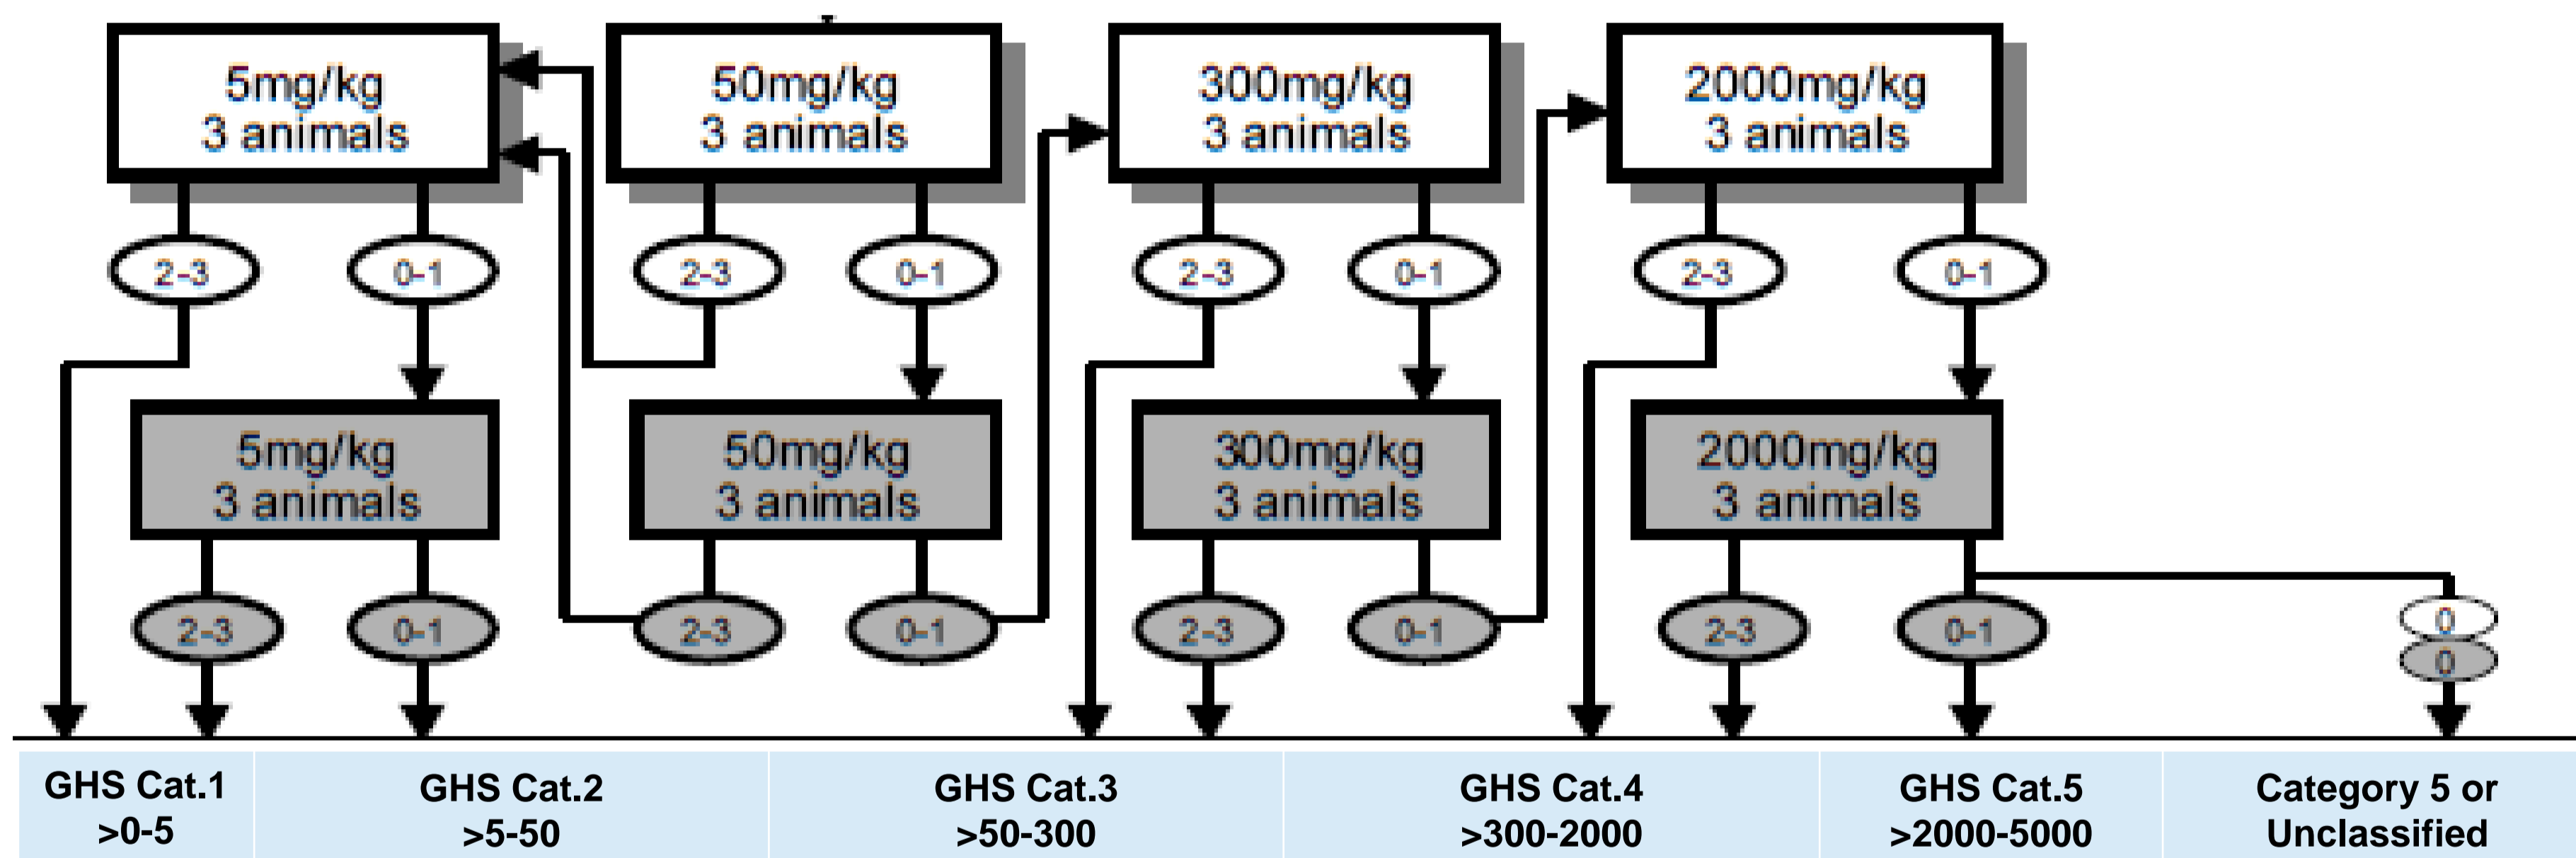 5mg/kg
3 animals
50mg/kg
3 animals
300mg/kg
3 animals
2000mg/kg
3 animals
2-3
0-1
2-3
0-1
2-3
0-1
2-3
0-1
5mg/kg
3 animals
50mg/kg
3 animals
300mg/kg
3 animals
2000mg/kg
3 animals
2-3
0-1
2-3
0-1
2-3
0-1
2-3
0-1
0
0
GHS Cat.1
>0-5
GHS Cat.2
>5-50
GHS Cat.3
>50-300
GHS Cat.4
>300-2000
GHS Cat.5
>2000-5000
Category 5 or
Unclassified